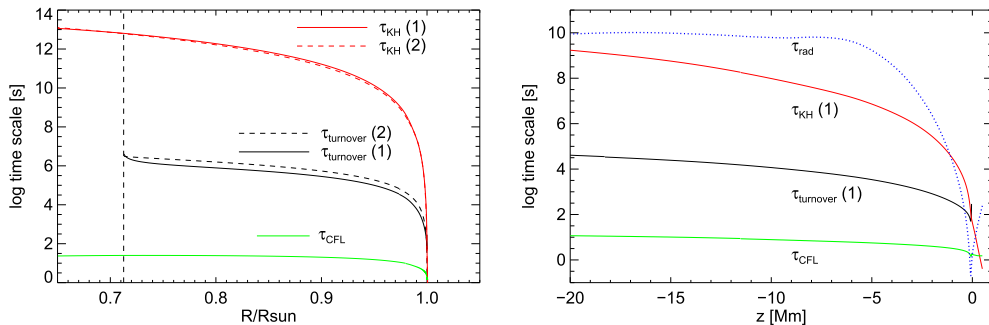 14
12
10
8
6
4
2
0
log time scale [s]
τKH (1)
τKH (2)
τturnover (2)
τturnover (1)
τCFL
0.7 0.8 0.9 1.0
R/Rsun
10
8
6
4
2
0
log time scale [s]
τrad
τKH (1)
τturnover (1)
τCFL
-20 -15 -10 -5 0
z [Mm]